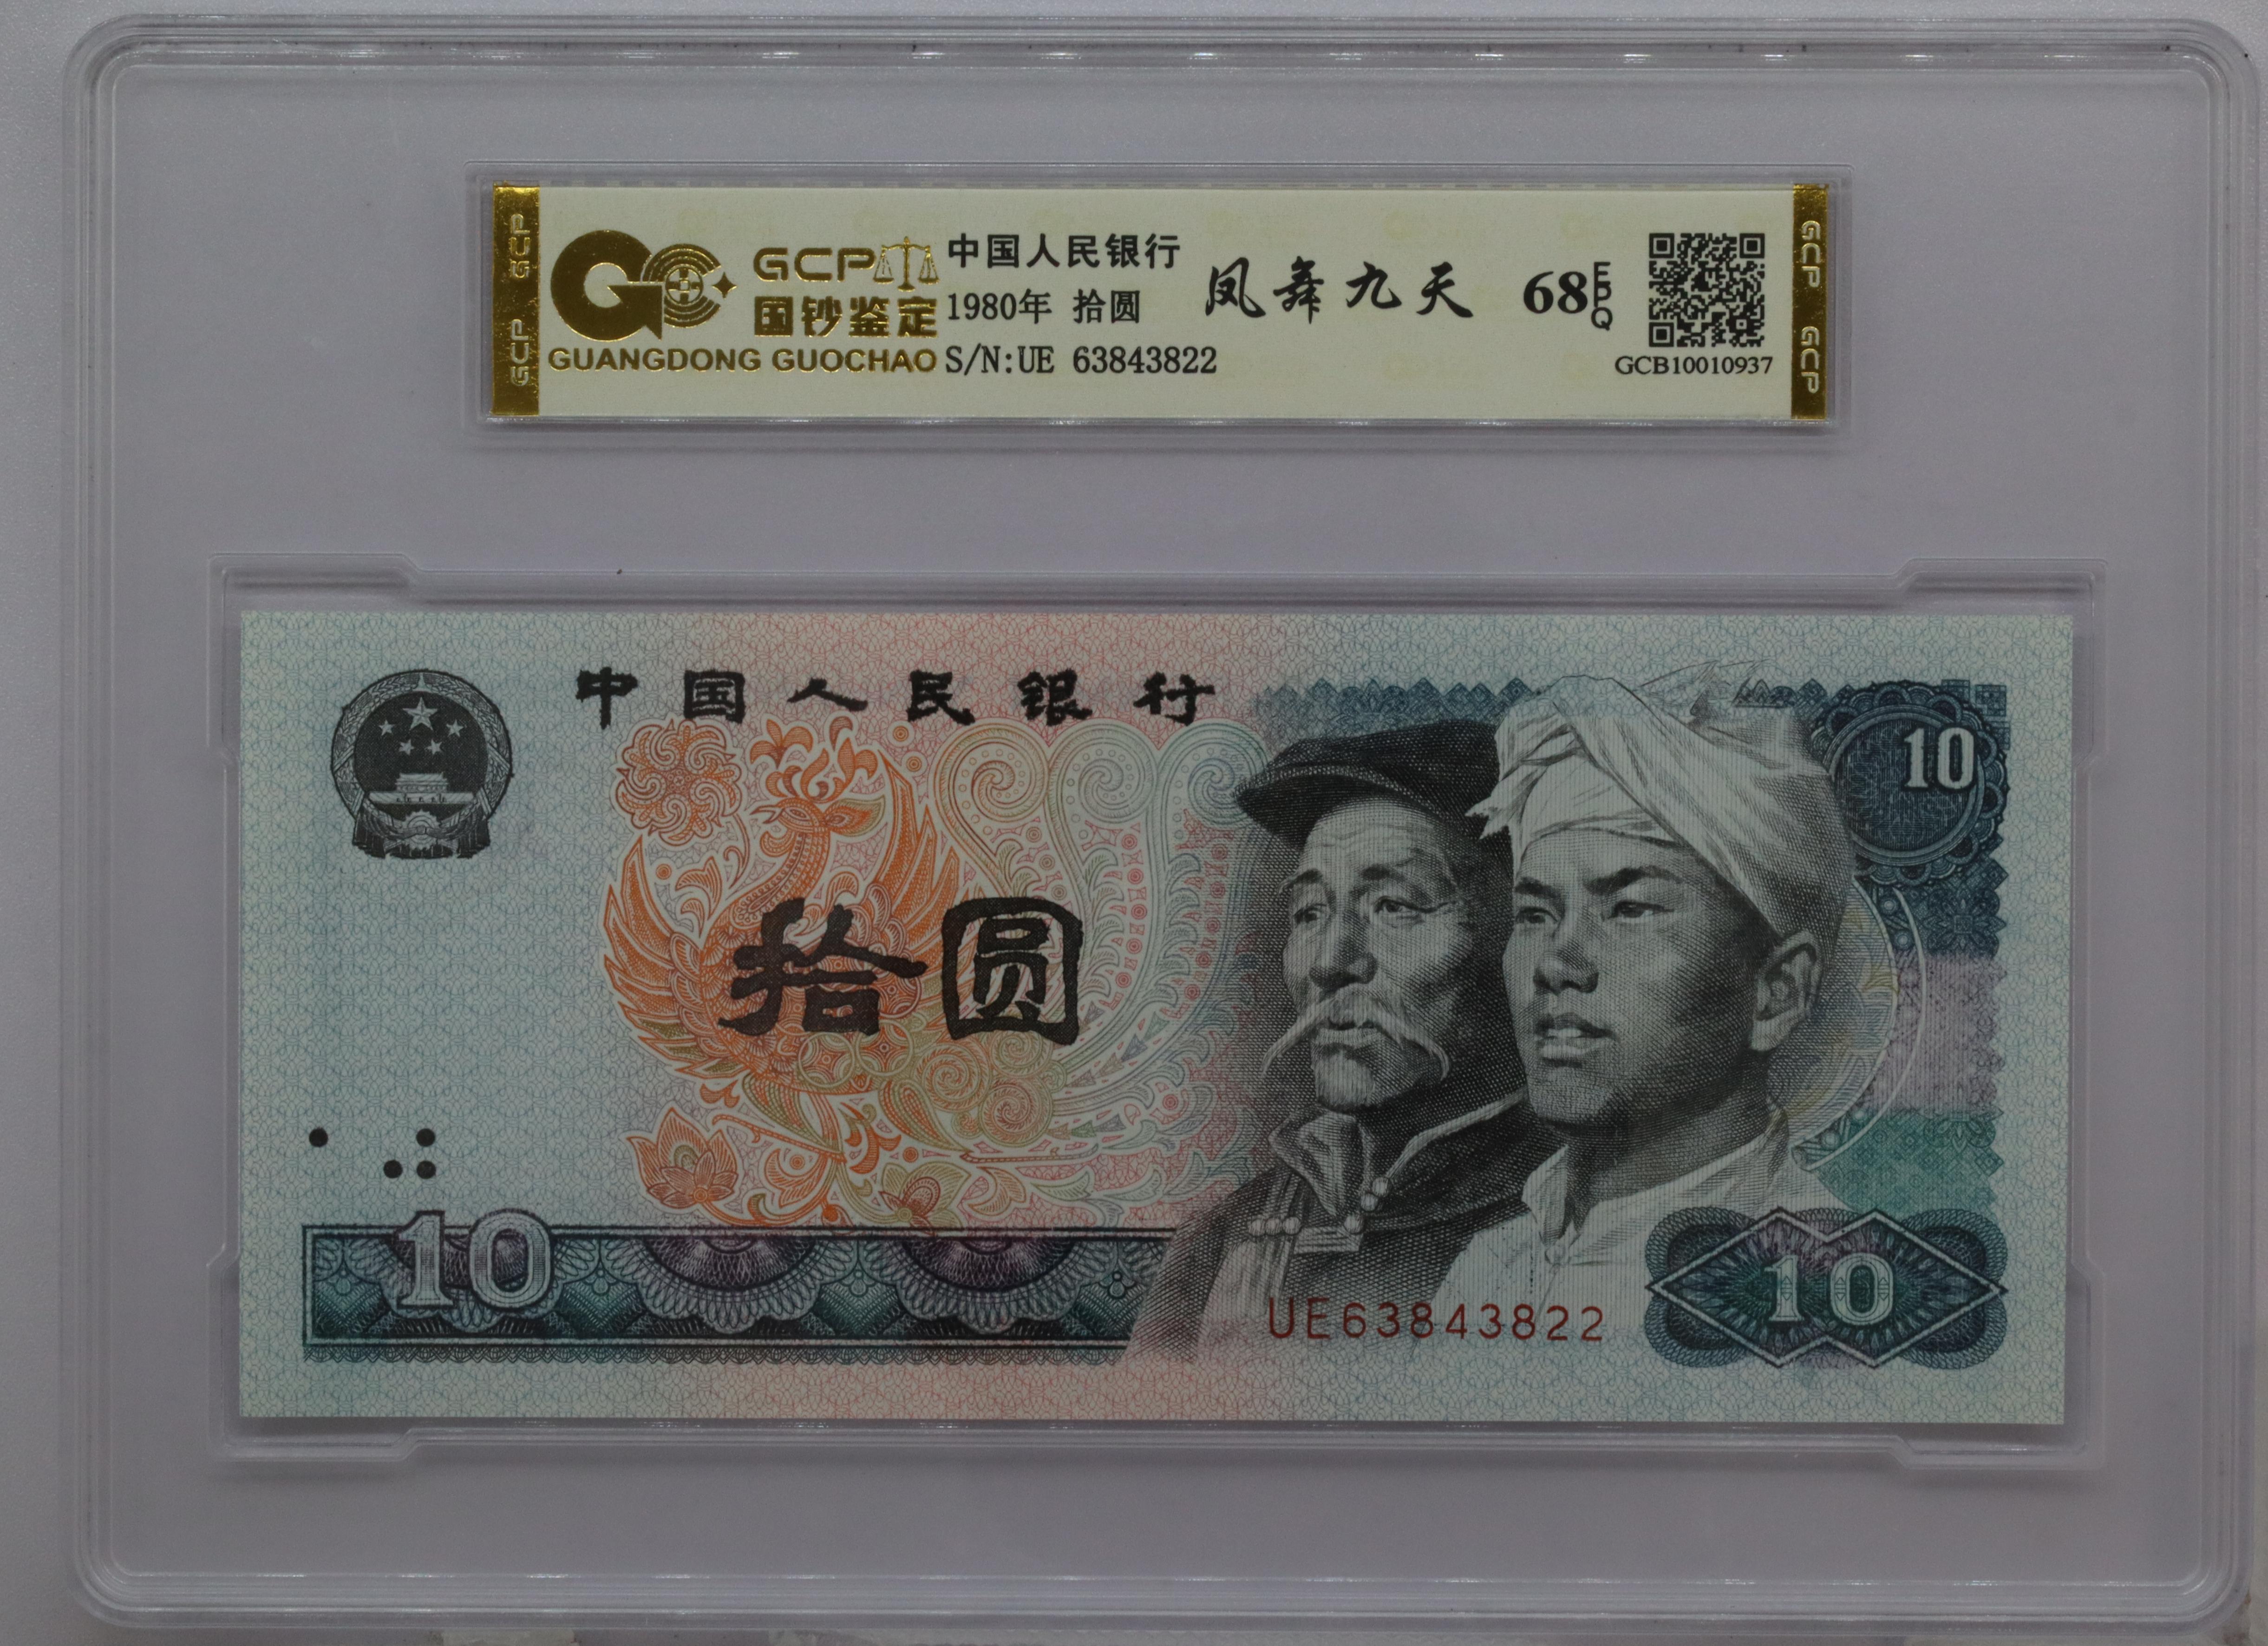 GCP GCP
GCP 国钞鉴定
GUANGDONG GUOCHAO
中国人民银行
1980年 拾圆
S/N:UE 63843822
凤舞九天
68 EPQ
GCB10010937
GCP GCP
中国人民银行
10
拾圆
10
UE63843822
10